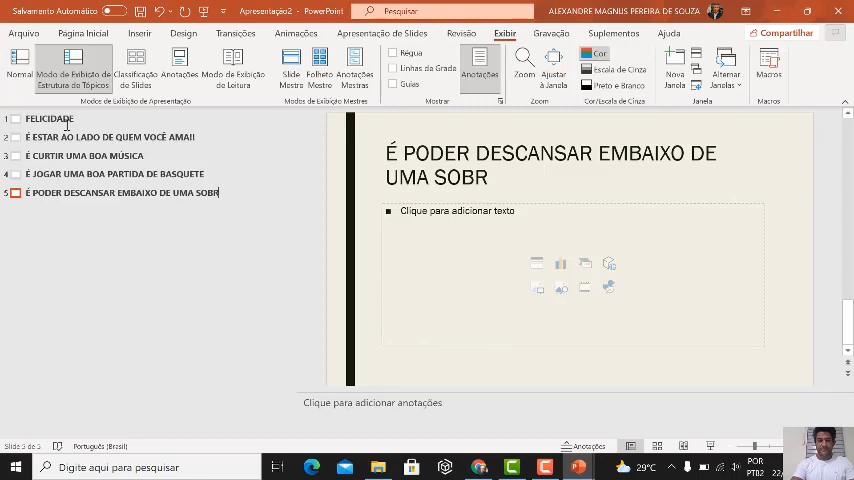 Salvamento Automático
Apresentação2 - PowerPoint
Pesquisar
ALEXANDRE MAGNUS PEREIRA DE SOUZA
Arquivo Página Inicial Inserir Design Transições Animações Apresentação de Slides Revisão Exibir Gravação Suplementos Ajuda Compartilhar
Normal
Modo de Exibição de Estrutura de Tópicos
Classificação de Slides
Anotações
Modo de Exibição de Leitura
Modos de Exibição de Apresentação
Slide Mestre
Folheto Mestre
Anotações Mestras
Modos de Exibição Mestres
Régua
Linhas de Grade
Guias
Mostrar
Anotações
Zoom
Ajustar à Janela
Zoom
Cor
Escala de Cinza
Preto e Branco
Cor/Escala de Cinza
Nova Janela
Alternar Janelas
Janela
Macros
Macros
1 FELICIDADE
2 É ESTAR AO LADO DE QUEM VOCÊ AMA!!
3 É CURTIR UMA BOA MÚSICA
4 É JOGAR UMA BOA PARTIDA DE BASQUETE
5 É PODER DESCANSAR EMBAIXO DE UMA SOBR
É PODER DESCANSAR EMBAIXO DE
UMA SOBR
Clique para adicionar texto
Clique para adicionar anotações
Slide 5 de 5 Português (Brasil) Anotações
Digite aqui para pesquisar
29°C
POR
PTB2
22/